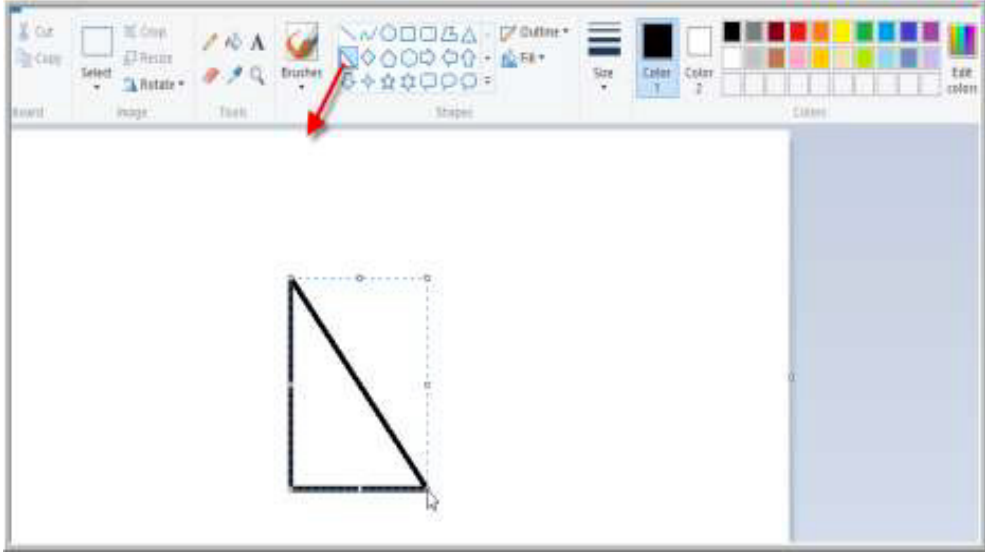 Cut
Copy
Select
Crop
Resize
Rotate
Image
A
Tools
Brushes
Outline
Fill
Shapes
Size
Color 1
Color 2
Edit colors
Colors